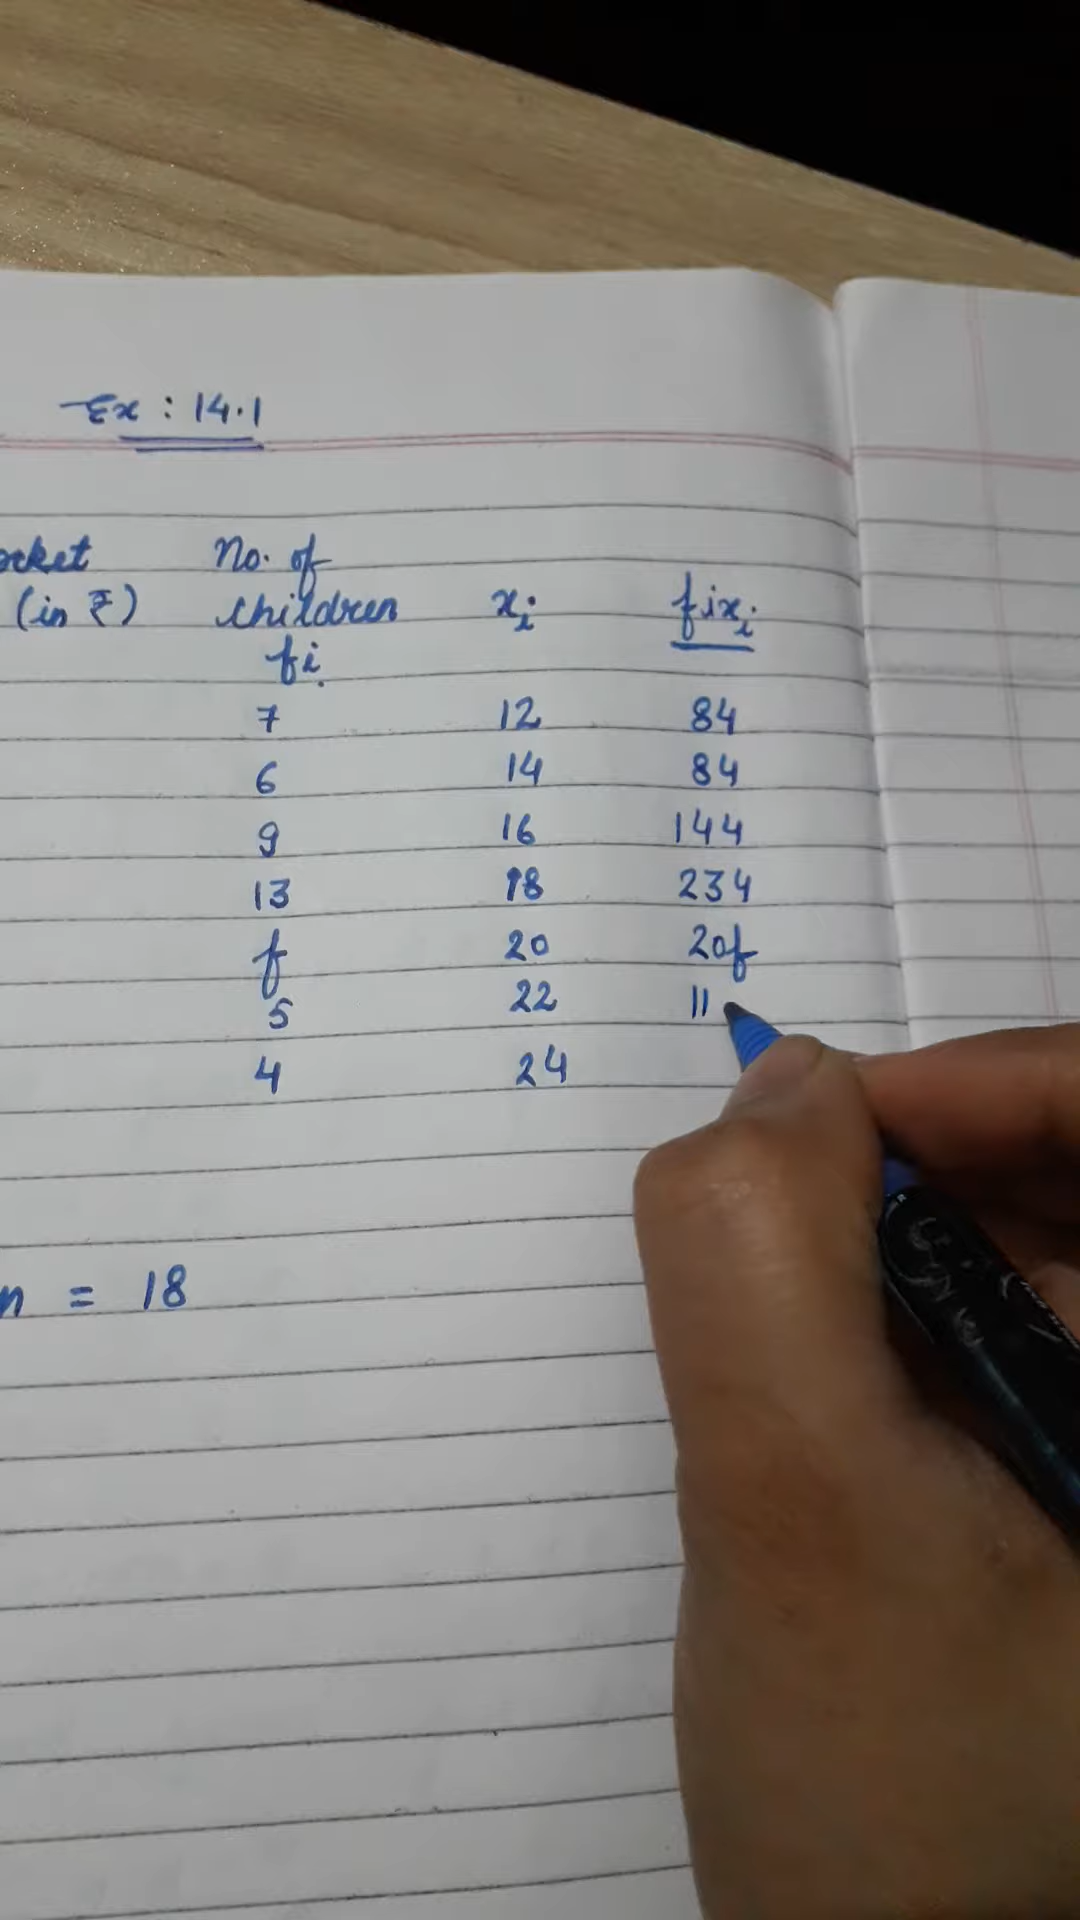 Ex : 14.1
ocket No. of
(in ₹) children xi fixi
fi
7 12 84
6 14 84
9 16 144
13 18 234
f 20 20f
5 22 11
4 24
n = 18